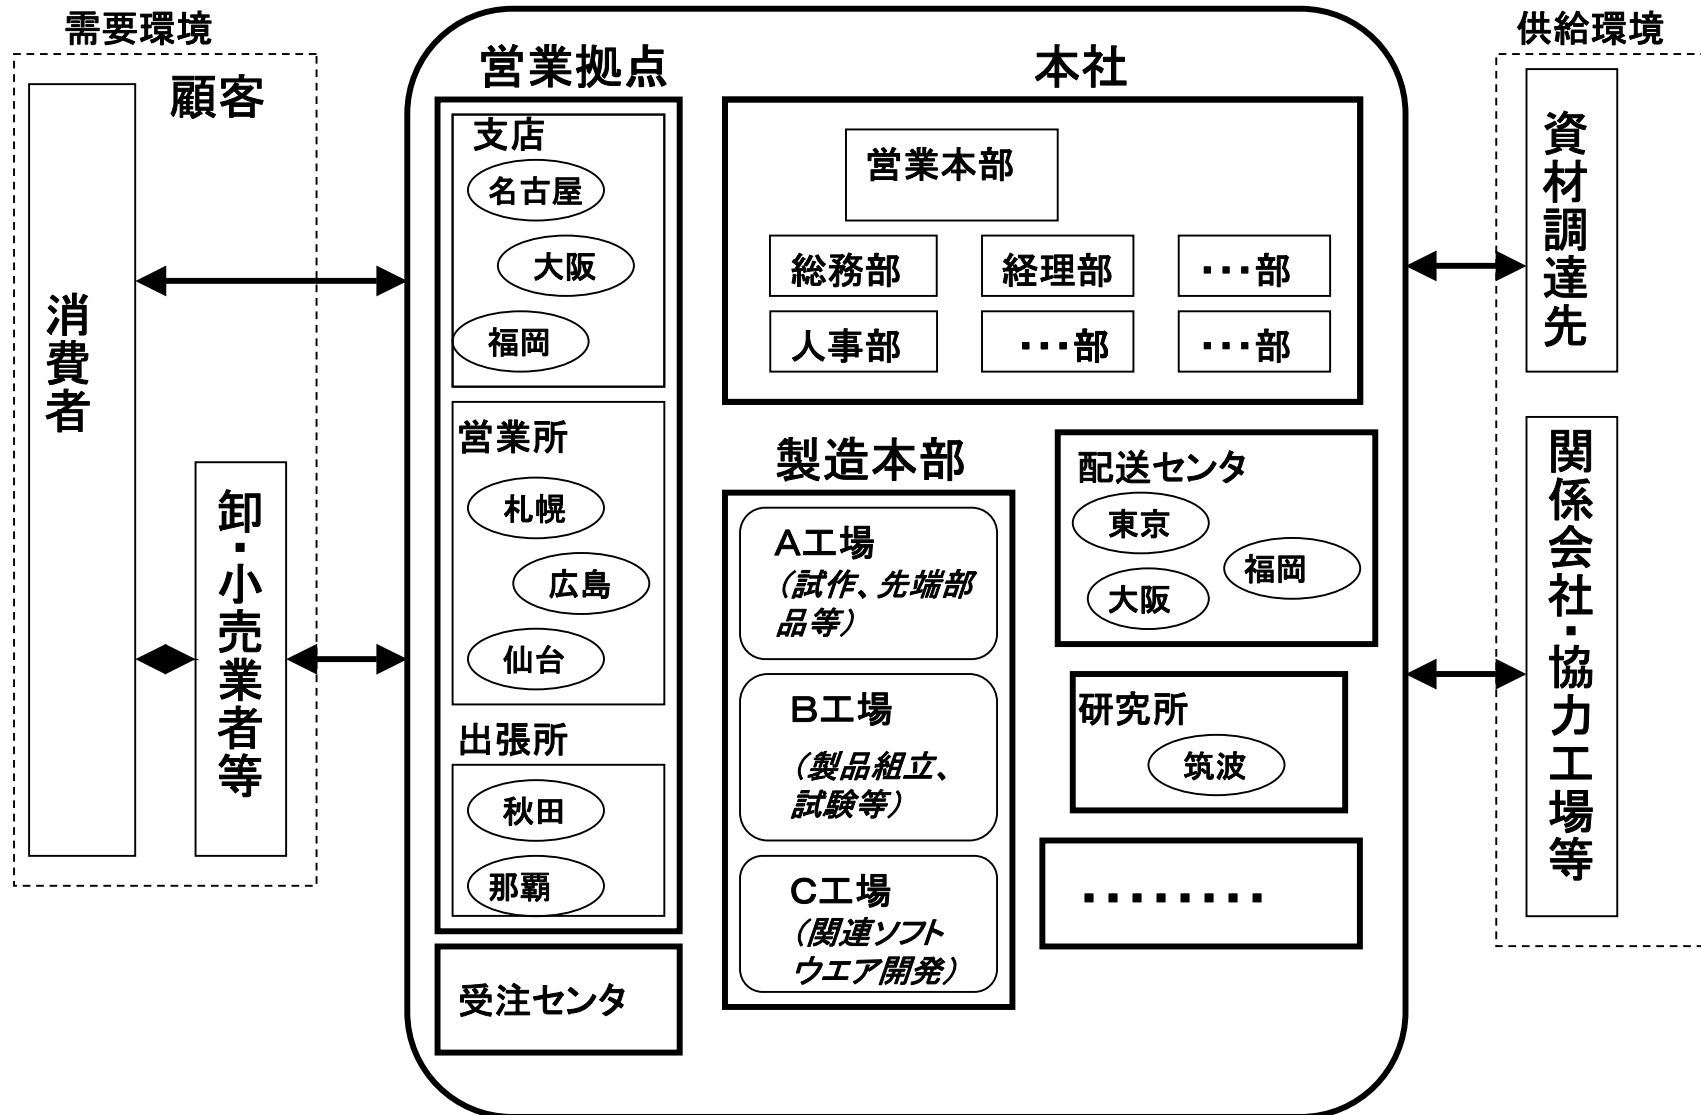 需要環境
顧客
消費者
卸・小売業者等
営業拠点
支店
名古屋
大阪
福岡
営業所
札幌
広島
仙台
出張所
秋田
那覇
受注センタ
本社
営業本部
総務部
経理部
･･･部
人事部
･･･部
･･･部
製造本部
A工場
（試作、先端部
品等）
B工場
（製品組立、
試験等）
C工場
（関連ソフト
ウエア開発）
配送センタ
東京
福岡
大阪
研究所
筑波
・・・・・・・・
供給環境
資材調達先
関係会社・協力工場等